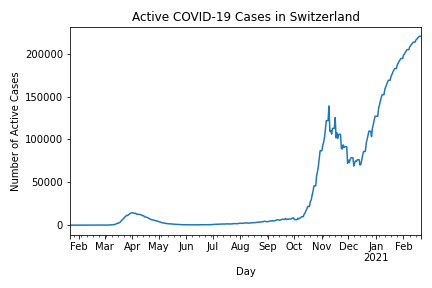 Active COVID-19 Cases in Switzerland
Number of Active Cases
200000
150000
100000
50000
0
Feb Mar Apr May Jun Jul Aug Sep Oct Nov Dec Jan Feb
2021
Day